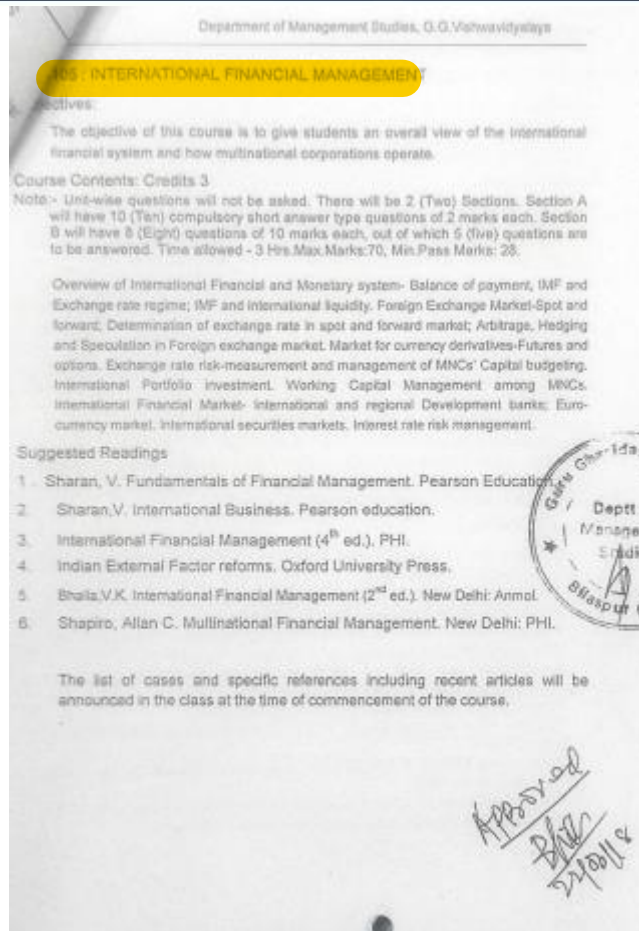 Department of Management Studies, G.G.Vishwavidyalaya
105 : INTERNATIONAL FINANCIAL MANAGEMENT
ectives:
The objective of this course is to give students an overall view of the International
financial system and how multinational corporations operate.
Course Contents: Credits 3
Note:- Unit-wise questions will not be asked. There will be 2 (Two) Sections. Section A
will have 10 (Ten) compulsory short answer type questions of 2 marks each. Section
B will have 8 (Eight) questions of 10 marks each, out of which 5 (five) questions are
to be answered. Time allowed - 3 Hrs.Max.Marks:70, Min.Pass Marks: 28.
Overview of International Financial and Monetary system- Balance of payment, IMF and
Exchange rate regime; IMF and international liquidity. Foreign Exchange Market-Spot and
forward; Determination of exchange rate in spot and forward market; Arbitrage, Hedging
and Speculation in Foreign exchange market. Market for currency derivatives-Futures and
options. Exchange rate risk-measurement and management of MNCs' Capital budgeting.
International Portfolio investment. Working Capital Management among MNCs.
International Financial Market- International and regional Development banks; Euro-
currency market. International securities markets. Interest rate risk management.
Suggested Readings
1. Sharan, V. Fundamentals of Financial Management. Pearson Education.
2. Sharan,V. International Business. Pearson education.
3. International Financial Management (4th ed.). PHI.
4. Indian External Factor reforms. Oxford University Press.
5. Bhalla,V.K. International Financial Management (2nd ed.). New Delhi: Anmol.
6. Shapiro, Allan C. Multinational Financial Management. New Delhi: PHI.
Guru Gha
Deptt
Manage
Bilaspur
The list of cases and specific references including recent articles will be
announced in the class at the time of commencement of the course.
Approved